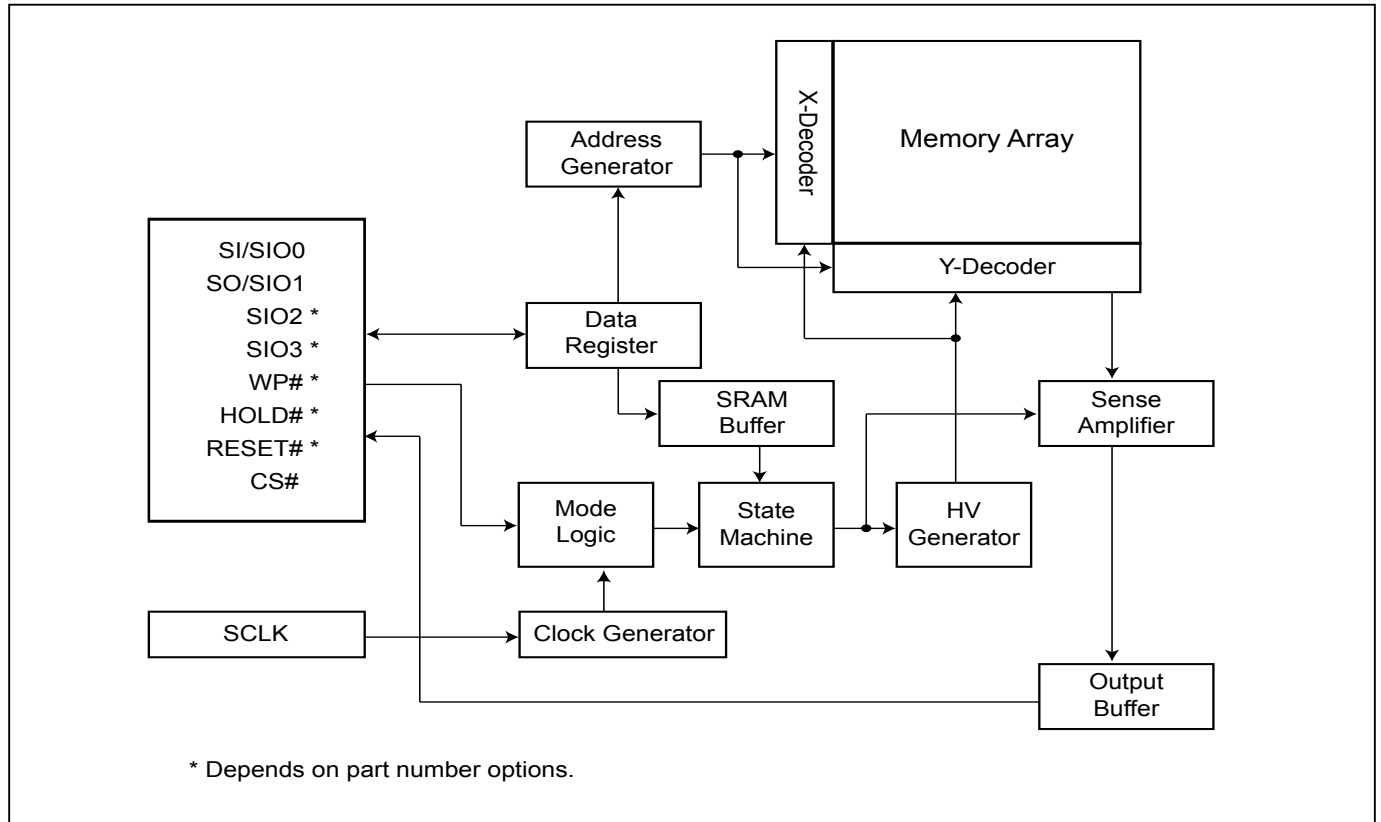 X-Decoder
Memory Array
Address
Generator
SI/SIO0
SO/SIO1
SIO2 *
SIO3 *
WP# *
HOLD# *
RESET# *
CS#
Y-Decoder
Data
Register
SRAM
Buffer
Sense
Amplifier
Mode
Logic
State
Machine
HV
Generator
SCLK
Clock Generator
Output
Buffer
* Depends on part number options.